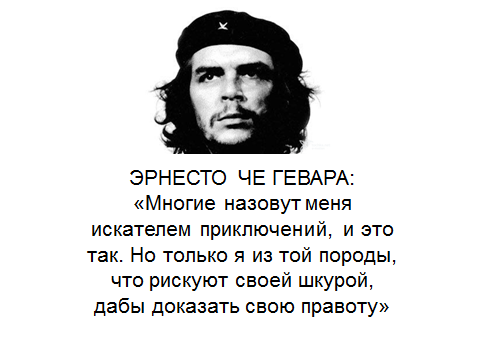 ЭРНЕСТО ЧЕ ГЕВАРА:
«Многие назовут меня
искателем приключений, и это
так. Но только я из той породы,
что рискуют своей шкурой,
дабы доказать свою правоту»